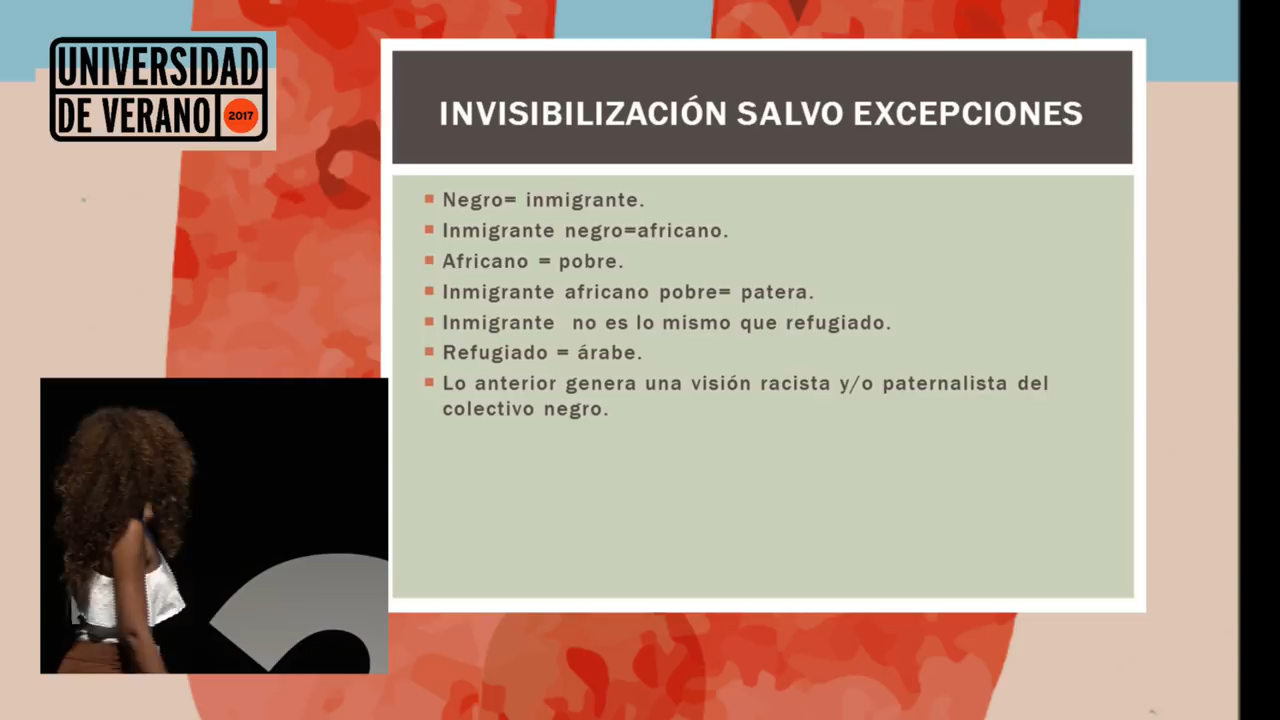 UNIVERSIDAD
DE VERANO 2017
INVISIBILIZACIÓN SALVO EXCEPCIONES
Negro= inmigrante.
Inmigrante negro=africano.
Africano = pobre.
Inmigrante africano pobre= patera.
Inmigrante no es lo mismo que refugiado.
Refugiado = árabe.
Lo anterior genera una visión racista y/o paternalista del
colectivo negro.